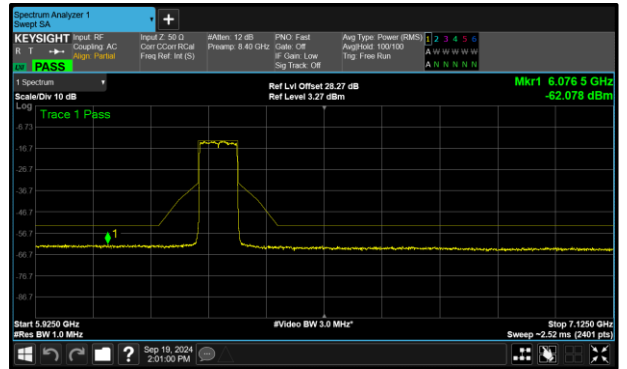 Spectrum Analyzer 1
Swept SA
+
KEYSIGHT Input: RF Input Z: 50 Ω #Atten: 12 dB PNO: Fast Avg Type: Power (RMS) 1 2 3 4 5 6
R T Coupling: AC Corr CCorr RCal Preamp: 8.40 GHz Gate: Off Avg|Hold: 100/100 A W W W W W
Align: Partial Freq Ref: Int (S) IF Gain: Low Trig: Free Run
LXI PASS Sig Track: Off A N N N N N
1 Spectrum Ref Lvl Offset 28.27 dB Mkr1 6.076 5 GHz
Scale/Div 10 dB Ref Level 3.27 dBm -62.078 dBm
Log
Trace 1 Pass
-6.73
-16.7
-26.7
-36.7
-46.7
1
-56.7
-66.7
-76.7
-86.7
Start 5.9250 GHz #Video BW 3.0 MHz* Stop 7.1250 GHz
#Res BW 1.0 MHz Sweep ~2.52 ms (2401 pts)
? Sep 19, 2024
2:01:00 PM